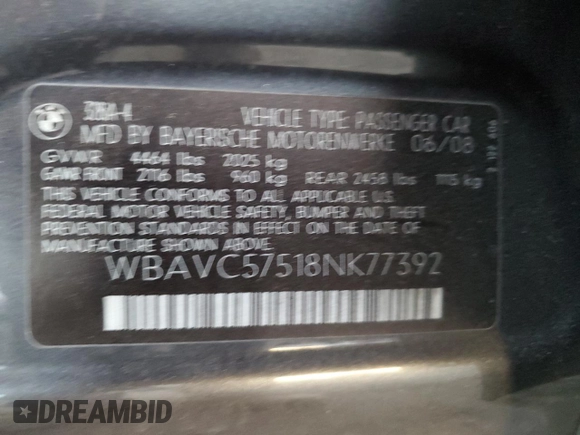 328i-4 VEHICLE TYPE: PASSENGER CAR
MFD BY BAYERISCHE MOTORENWERKE 06/08
GVWR 4464 lbs 2025 kg
GAWR FRONT 2116 lbs 960 kg REAR 2458 lbs 1115 kg
THIS VEHICLE CONFORMS TO ALL APPLICABLE U.S.
FEDERAL MOTOR VEHICLE SAFETY, BUMPER AND THEFT
PREVENTION STANDARDS IN EFFECT ON THE DATE
OF MANUFACTURE SHOWN ABOVE.
WBAVC57518NK77392
DREAMBID